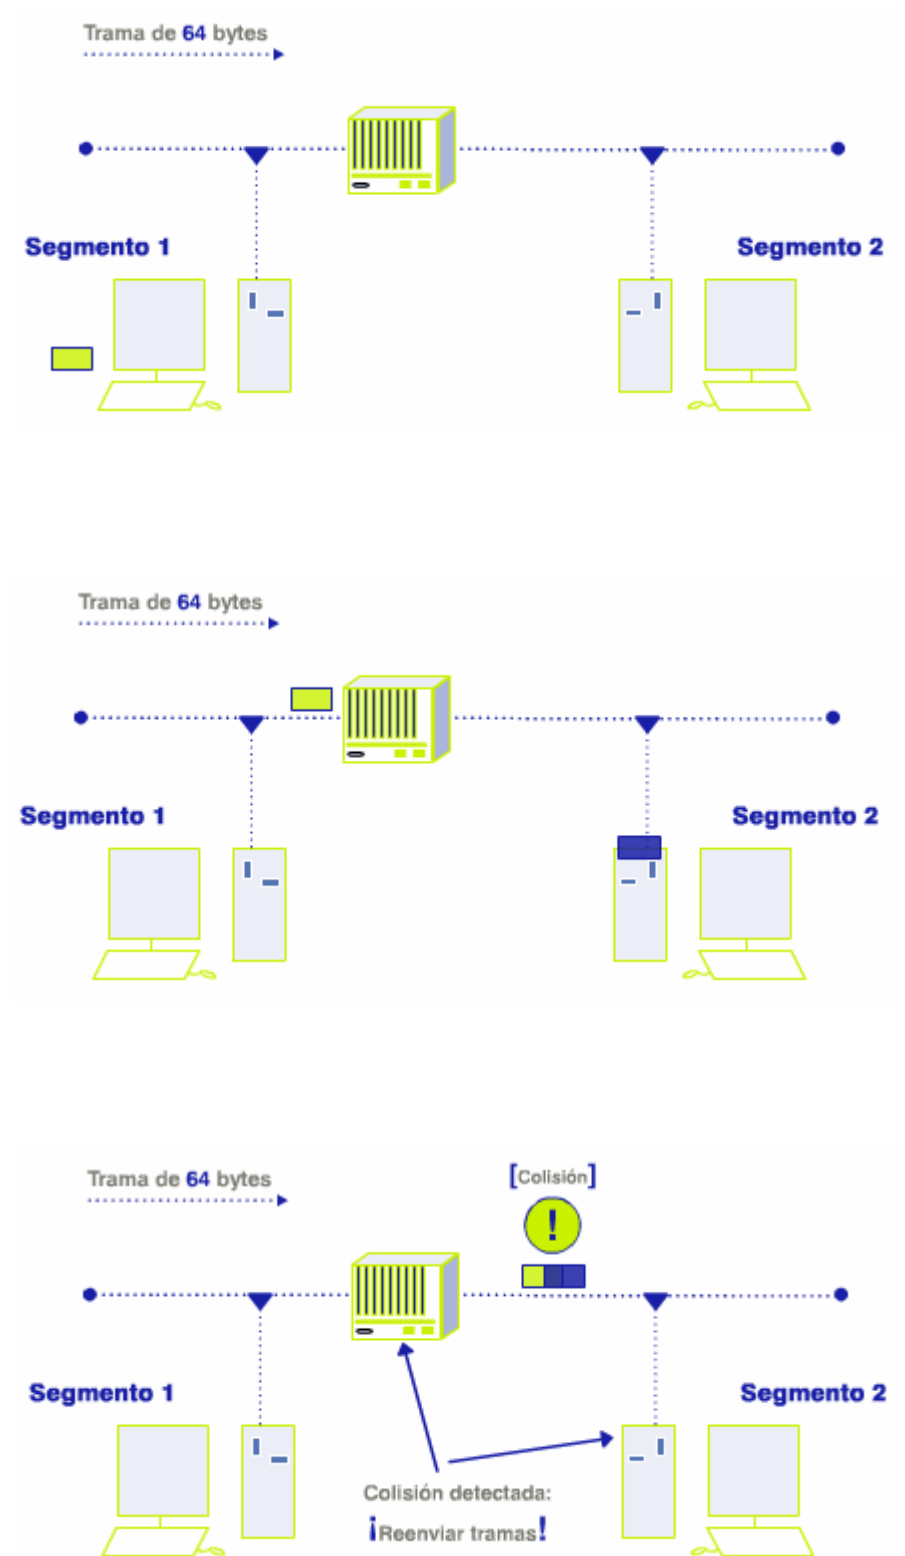 Trama de 64 bytes
Segmento 1
Segmento 2
Trama de 64 bytes
Segmento 1
Segmento 2
Trama de 64 bytes
[Colisión]
!
Segmento 1
Segmento 2
Colisión detectada:
¡Reenviar tramas!